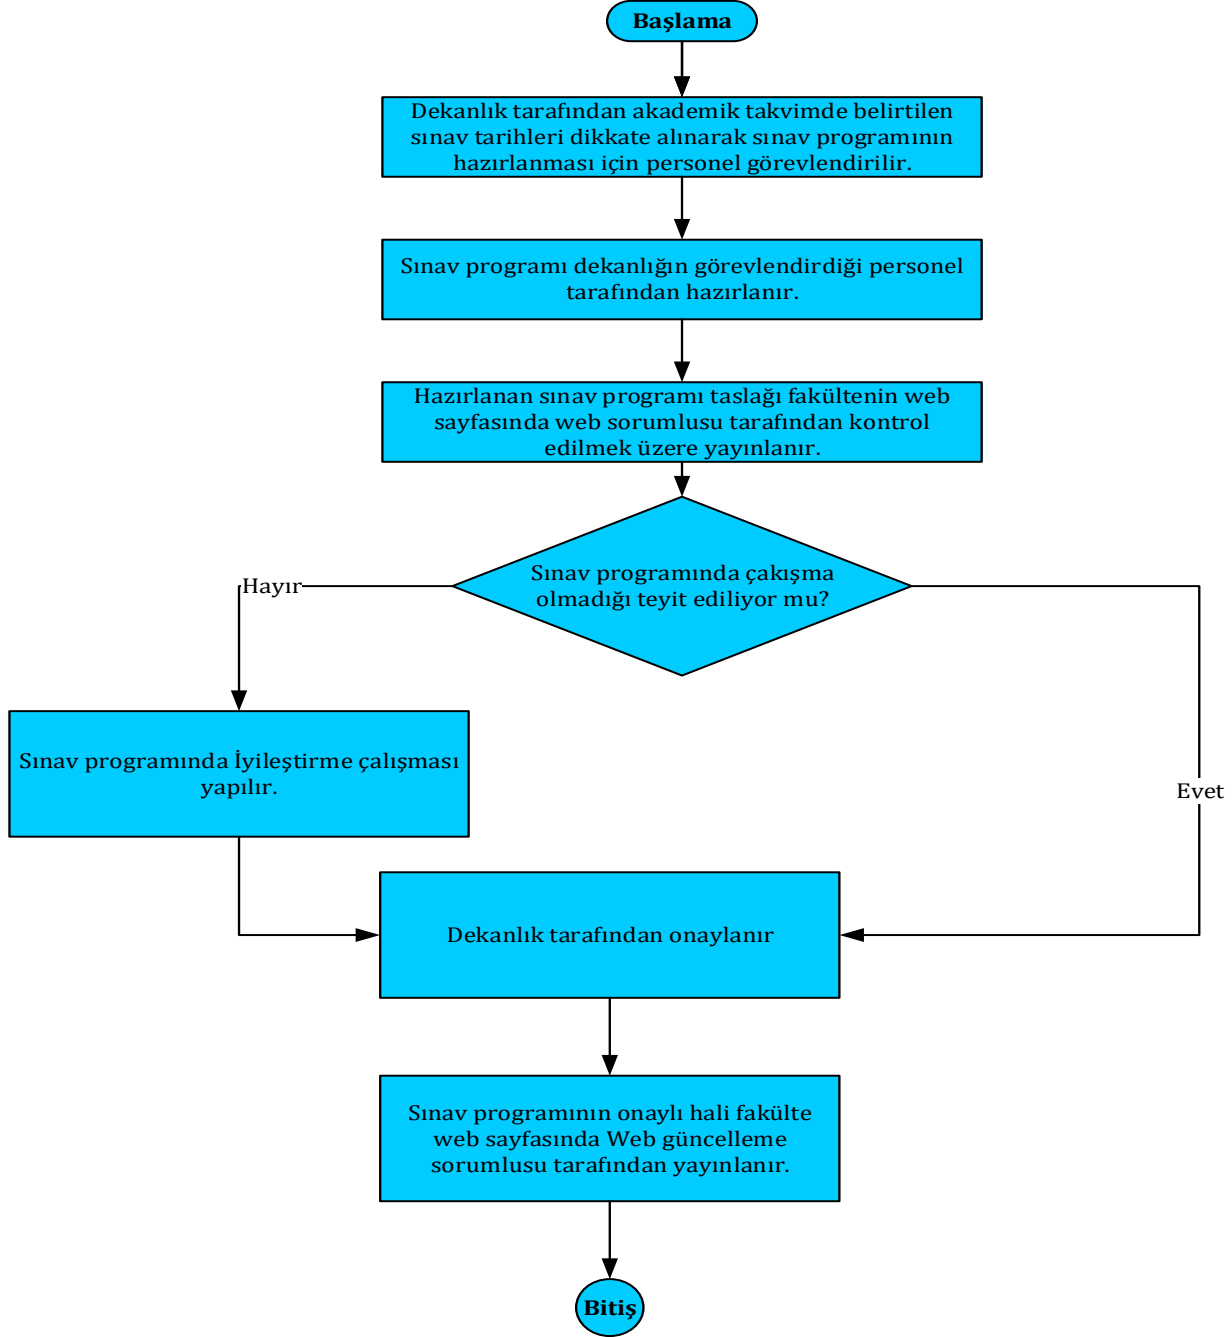 Başlama
Dekanlık tarafından akademik takvimde belirtilen
sınav tarihleri dikkate alınarak sınav programının
hazırlanması için personel görevlendirilir.
Sınav programı dekanlığın görevlendirdiği personel
tarafından hazırlanır.
Hazırlanan sınav programı taslağı fakültenin web
sayfasında web sorumlusu tarafından kontrol
edilmek üzere yayınlanır.
Sınav programında çakışma
olmadığı teyit ediliyor mu?
Hayır
Sınav programında İyileştirme çalışması
yapılır.
Evet
Dekanlık tarafından onaylanır
Sınav programının onaylı hali fakülte
web sayfasında Web güncelleme
sorumlusu tarafından yayınlanır.
Bitiş